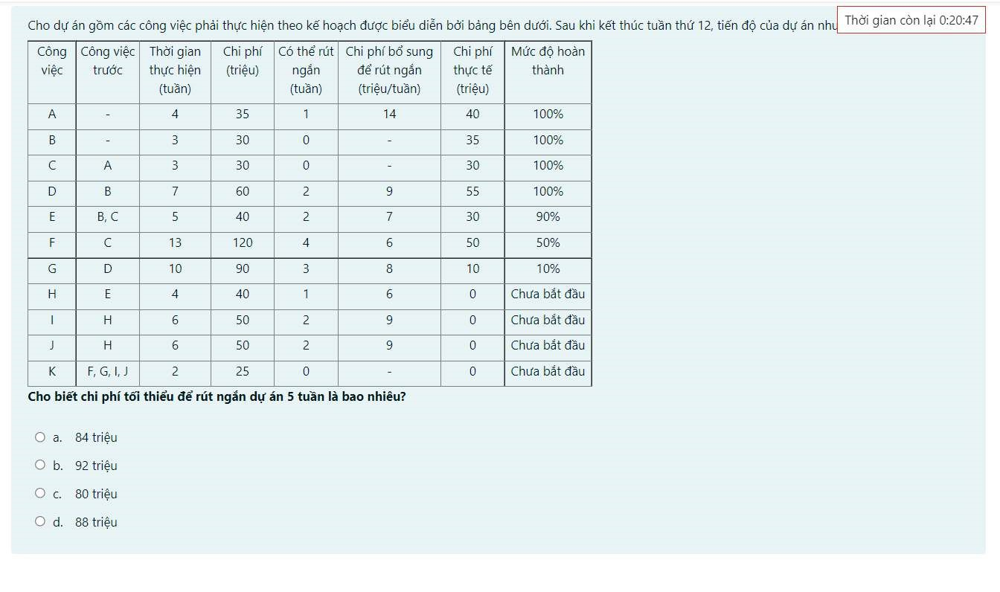 Cho dự án gồm các công việc phải thực hiện theo kế hoạch được biểu diễn bởi bảng bên dưới. Sau khi kết thúc tuần thứ 12, tiến độ của dự án như
Thời gian còn lại 0:20:47
Công việc | Công việc trước | Thời gian thực hiện (tuần) | Chi phí (triệu) | Có thể rút ngắn (tuần) | Chi phí bổ sung để rút ngắn (triệu/tuần) | Chi phí thực tế (triệu) | Mức độ hoàn thành
A | - | 4 | 35 | 1 | 14 | 40 | 100%
B | - | 3 | 30 | 0 | - | 35 | 100%
C | A | 3 | 30 | 0 | - | 30 | 100%
D | B | 7 | 60 | 2 | 9 | 55 | 100%
E | B, C | 5 | 40 | 2 | 7 | 30 | 90%
F | C | 13 | 120 | 4 | 6 | 50 | 50%
G | D | 10 | 90 | 3 | 8 | 10 | 10%
H | E | 4 | 40 | 1 | 6 | 0 | Chưa bắt đầu
I | H | 6 | 50 | 2 | 9 | 0 | Chưa bắt đầu
J | H | 6 | 50 | 2 | 9 | 0 | Chưa bắt đầu
K | F, G, I, J | 2 | 25 | 0 | - | 0 | Chưa bắt đầu
Cho biết chi phí tối thiểu để rút ngắn dự án 5 tuần là bao nhiêu?
a. 84 triệu
b. 92 triệu
c. 80 triệu
d. 88 triệu